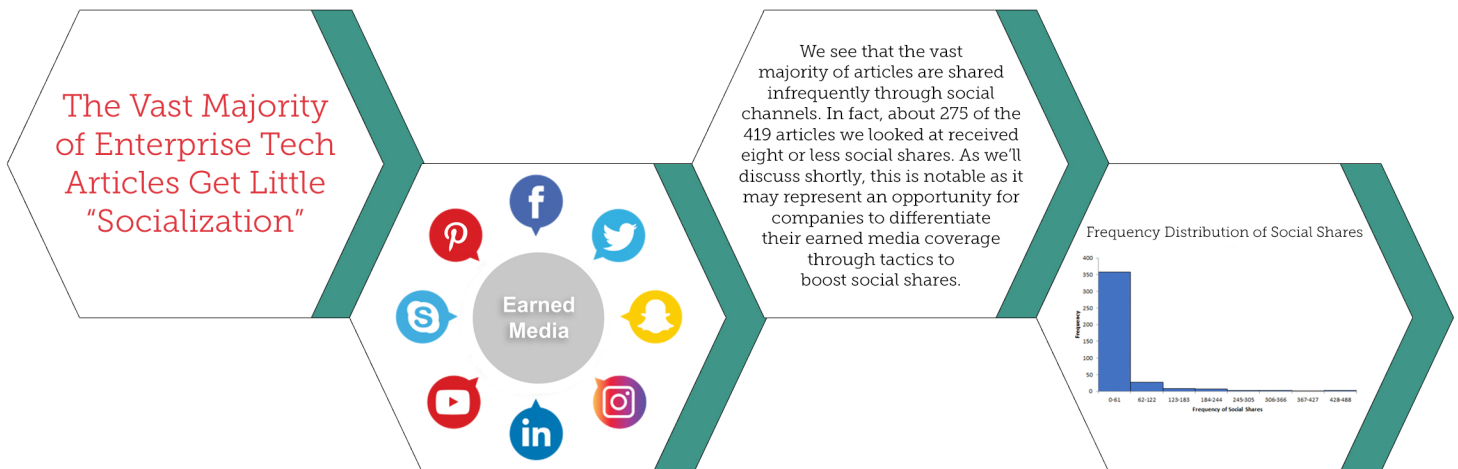 The Vast Majority
of Enterprise Tech
Articles Get Little
“Socialization”
Earned
Media
We see that the vast
majority of articles are shared
infrequently through social
channels. In fact, about 275 of the
419 articles we looked at received
eight or less social shares. As we’ll
discuss shortly, this is notable as it
may represent an opportunity for
companies to differentiate
their earned media coverage
through tactics to
boost social shares.
Frequency Distribution of Social Shares
Frequency
400
350
300
250
200
150
100
50
0
0-61 62-122 123-183 184-244 245-305 306-366 367-427 428-488
Frequency of Social Shares